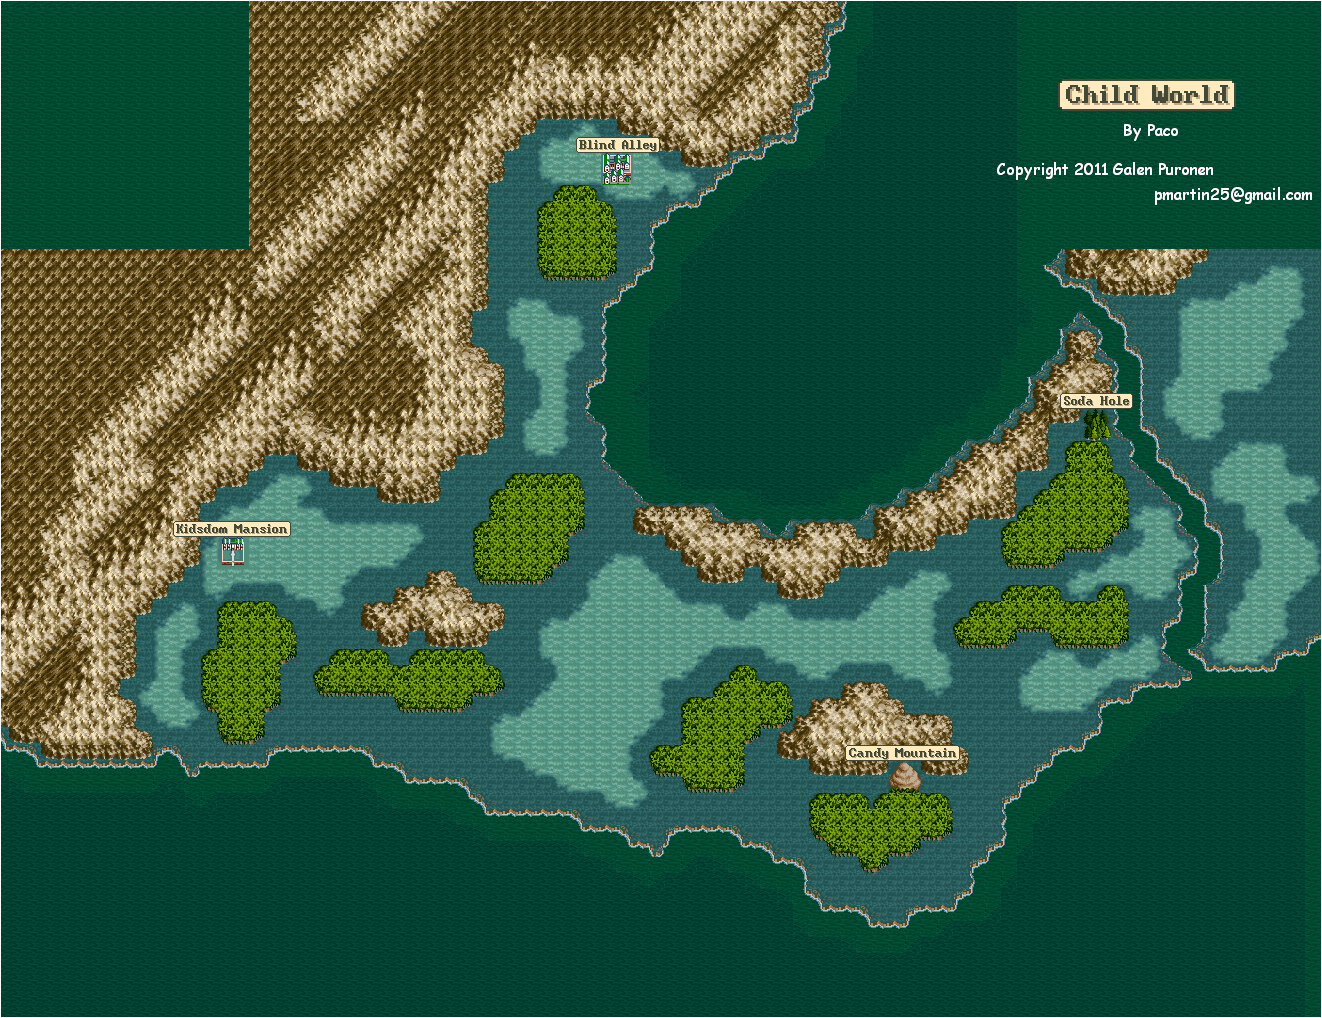 Child World
By Paco
Blind Alley
Copyright 2011 Galen Puronen
pmartin25@gmail.com
Soda Hole
Kidsdom Mansion
Candy Mountain